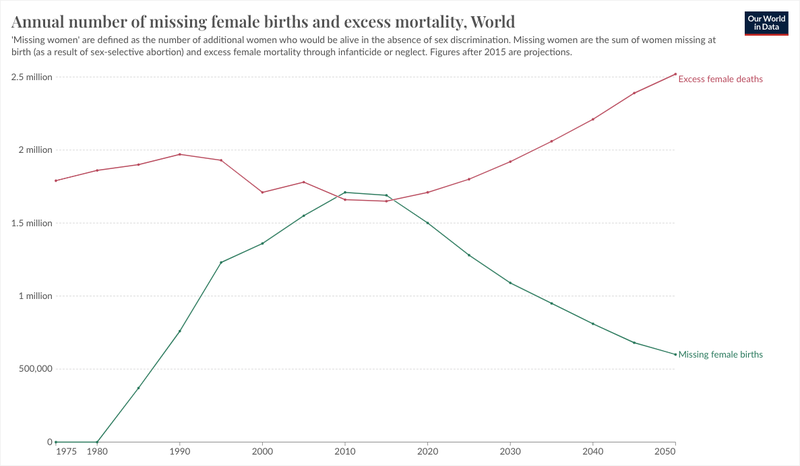 Annual number of missing female births and excess mortality, World
Our World
in Data
'Missing women' are defined as the number of additional women who would be alive in the absence of sex discrimination. Missing women are the sum of women missing at
birth (as a result of sex-selective abortion) and excess female mortality through infanticide or neglect. Figures after 2015 are projections.
2.5 million
Excess female deaths
2 million
1.5 million
1 million
Missing female births
500,000
0
1975 1980 1990 2000 2010 2020 2030 2040 2050